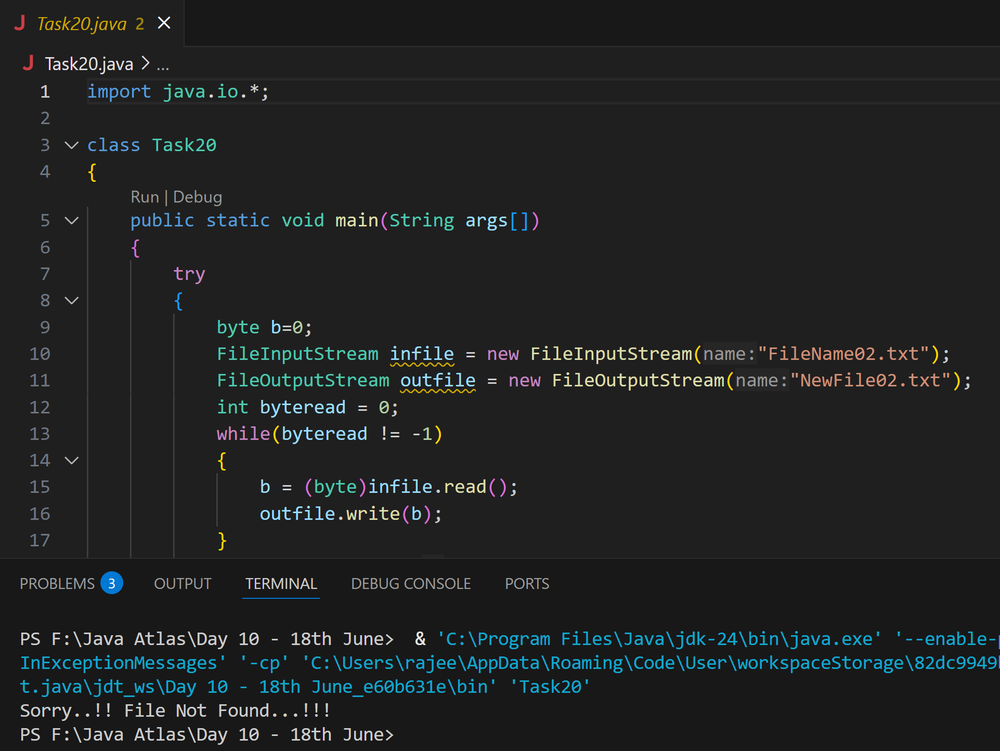 J Task20.java 2 ×
J Task20.java > ...
1 import java.io.*;
2
3 class Task20
4 {
Run | Debug
5 public static void main(String args[])
6 {
7 try
8 {
9 byte b=0;
10 FileInputStream infile = new FileInputStream(name:"FileName02.txt");
11 FileOutputStream outfile = new FileOutputStream(name:"NewFile02.txt");
12 int byteread = 0;
13 while(byteread != -1)
14 {
15 b = (byte)infile.read();
16 outfile.write(b);
17 }
PROBLEMS 3 OUTPUT TERMINAL DEBUG CONSOLE PORTS
PS F:\Java Atlas\Day 10 - 18th June> & 'C:\Program Files\Java\jdk-24\bin\java.exe' '--enable-
InExceptionMessages' '-cp' 'C:\Users\rajee\AppData\Roaming\Code\User\workspaceStorage\82dc9949
t.java\jdt_ws\Day 10 - 18th June_e60b631e\bin' 'Task20'
Sorry..!! File Not Found...!!!
PS F:\Java Atlas\Day 10 - 18th June>